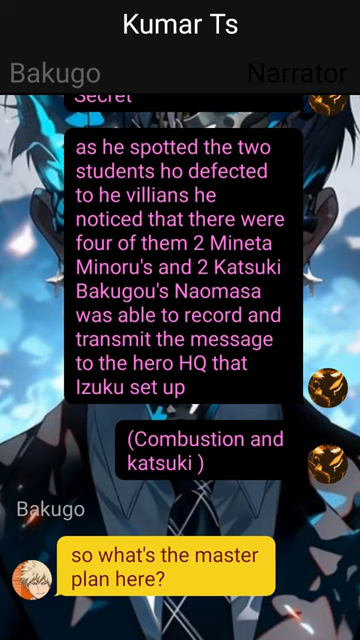 Kumar Ts
Bakugo
Narrator
Secret
as he spotted the two
students ho defected
to he villians he
noticed that there were
four of them 2 Mineta
Minoru's and 2 Katsuki
Bakugou's Naomasa
was able to record and
transmit the message
to the hero HQ that
Izuku set up
(Combustion and
katsuki )
Bakugo
so what's the master
plan here?